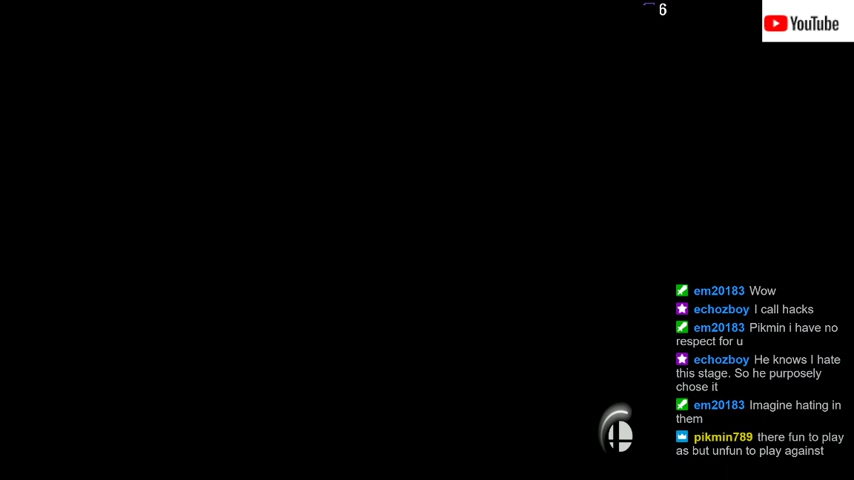 6
YouTube
em20183 Wow
echozboy I call hacks
em20183 Pikmin i have no
respect for u
echozboy He knows I hate
this stage. So he purposely
chose it
em20183 Imagine hating in
them
pikmin789 there fun to play
as but unfun to play against